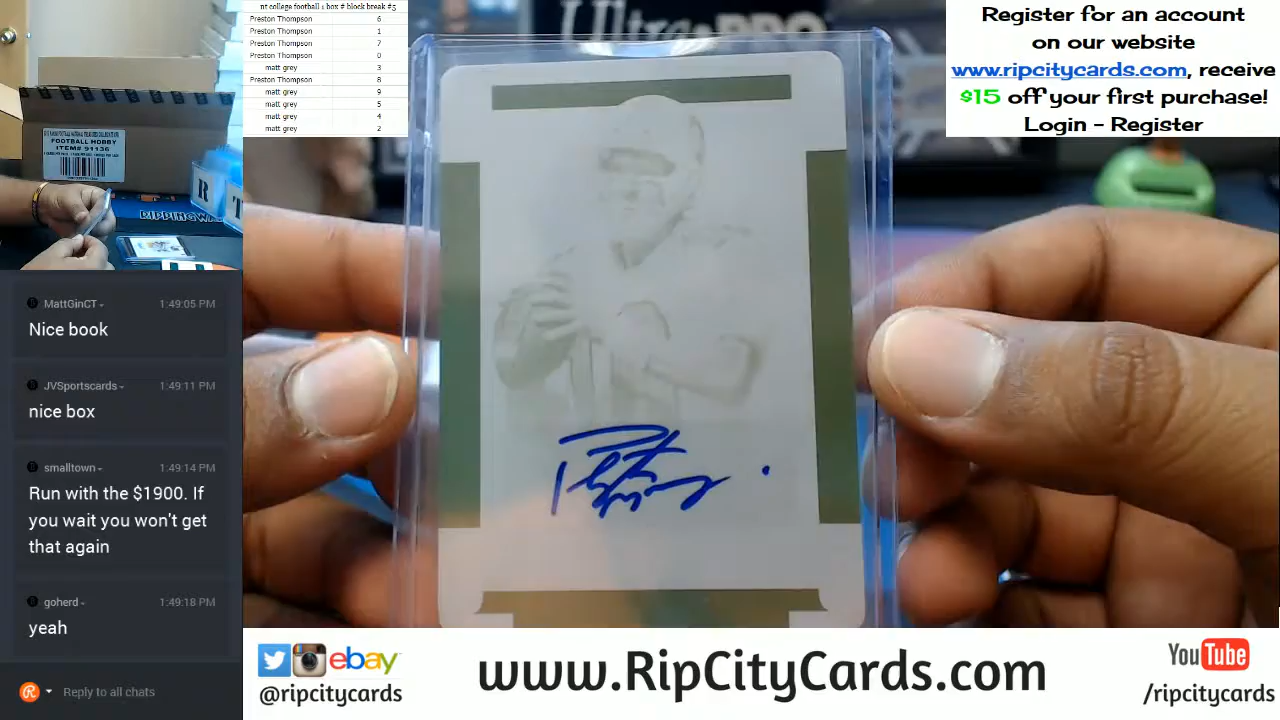 nt college football 1 box # block break #5
Preston Thompson 6
Preston Thompson 1
Preston Thompson 7
Preston Thompson 0
matt grey 3
Preston Thompson 8
matt grey 9
matt grey 5
matt grey 4
matt grey 2
Register for an account
on our website
www.ripcitycards.com, receive
$15 off your first purchase!
Login - Register
FOOTBALL HOBBY
ITEM# 91136
R
T
MattGinCT 1:49:05 PM
Nice book
JVSportscards 1:49:11 PM
nice box
smalltown 1:49:14 PM
Run with the $1900. If
you wait you won't get
that again
goherd 1:49:18 PM
yeah
Reply to all chats
ebay
@ripcitycards
www.RipCityCards.com
YouTube
/ripcitycards